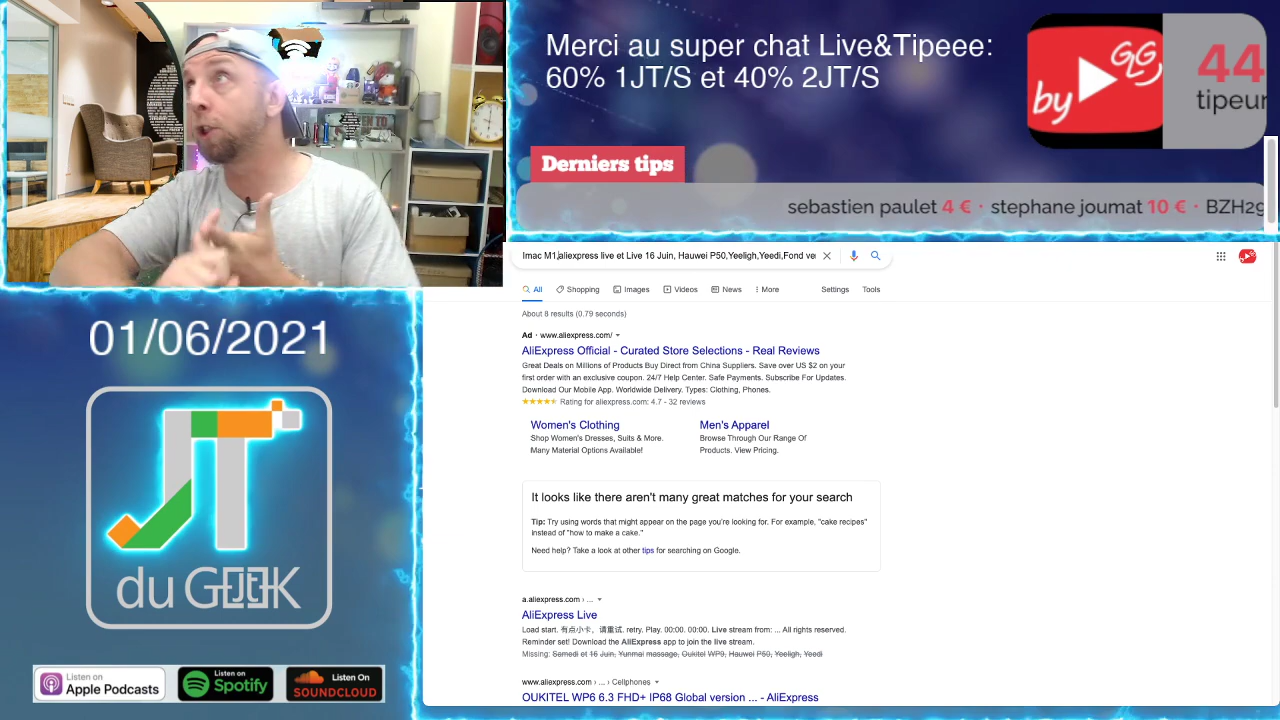 Merci au super chat Live&Tipeee:
60% 1JT/S et 40% 2JT/S
by GG
44
tipeur
Derniers tips
sebastien paulet 4 € · stephane joumat 10 € · BZH29
Imac M1,aliexpress live et Live 16 Juin, Hauwei P50,Yeeligh,Yeedi,Fond ve
All
Shopping
Images
Videos
News
More
Settings
Tools
About 8 results (0.79 seconds)
Ad · www.aliexpress.com/
AliExpress Official - Curated Store Selections - Real Reviews
Great Deals on Millions of Products Buy Direct from China Suppliers. Save over US $2 on your
first order with an exclusive coupon. 24/7 Help Center. Safe Payments. Subscribe For Updates.
Download Our Mobile App. Worldwide Delivery. Types: Clothing, Phones.
Rating for aliexpress.com: 4.7 - 32 reviews
Women's Clothing
Shop Women's Dresses, Suits & More.
Many Material Options Available!
Men's Apparel
Browse Through Our Range Of
Products. View Pricing.
It looks like there aren't many great matches for your search
Tip: Try using words that might appear on the page you're looking for. For example, "cake recipes"
instead of "how to make a cake."
Need help? Take a look at other tips for searching on Google.
a.aliexpress.com › ...
AliExpress Live
Load start. 有点小卡，请重试. retry. Play. 00:00. 00:00. Live stream from: ... All rights reserved.
Reminder set! Download the AliExpress app to join the live stream.
Missing: Samedi et 16 Juin, Yunmai massage, Oukitel WP9, Hauwei P50, Yeeligh, Yeedi
www.aliexpress.com › ... › Cellphones
OUKITEL WP6 6.3 FHD+ IP68 Global version ... - AliExpress
01/06/2021
JT
du GEEK
Listen on
Apple Podcasts
Listen on
Spotify
Listen On
SOUNDCLOUD